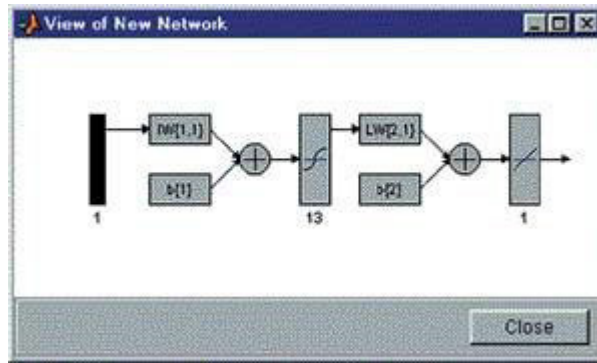 View of New Network
IW{1,1}
LW{2,1}
b{1}
b{2}
1
13
1
Close